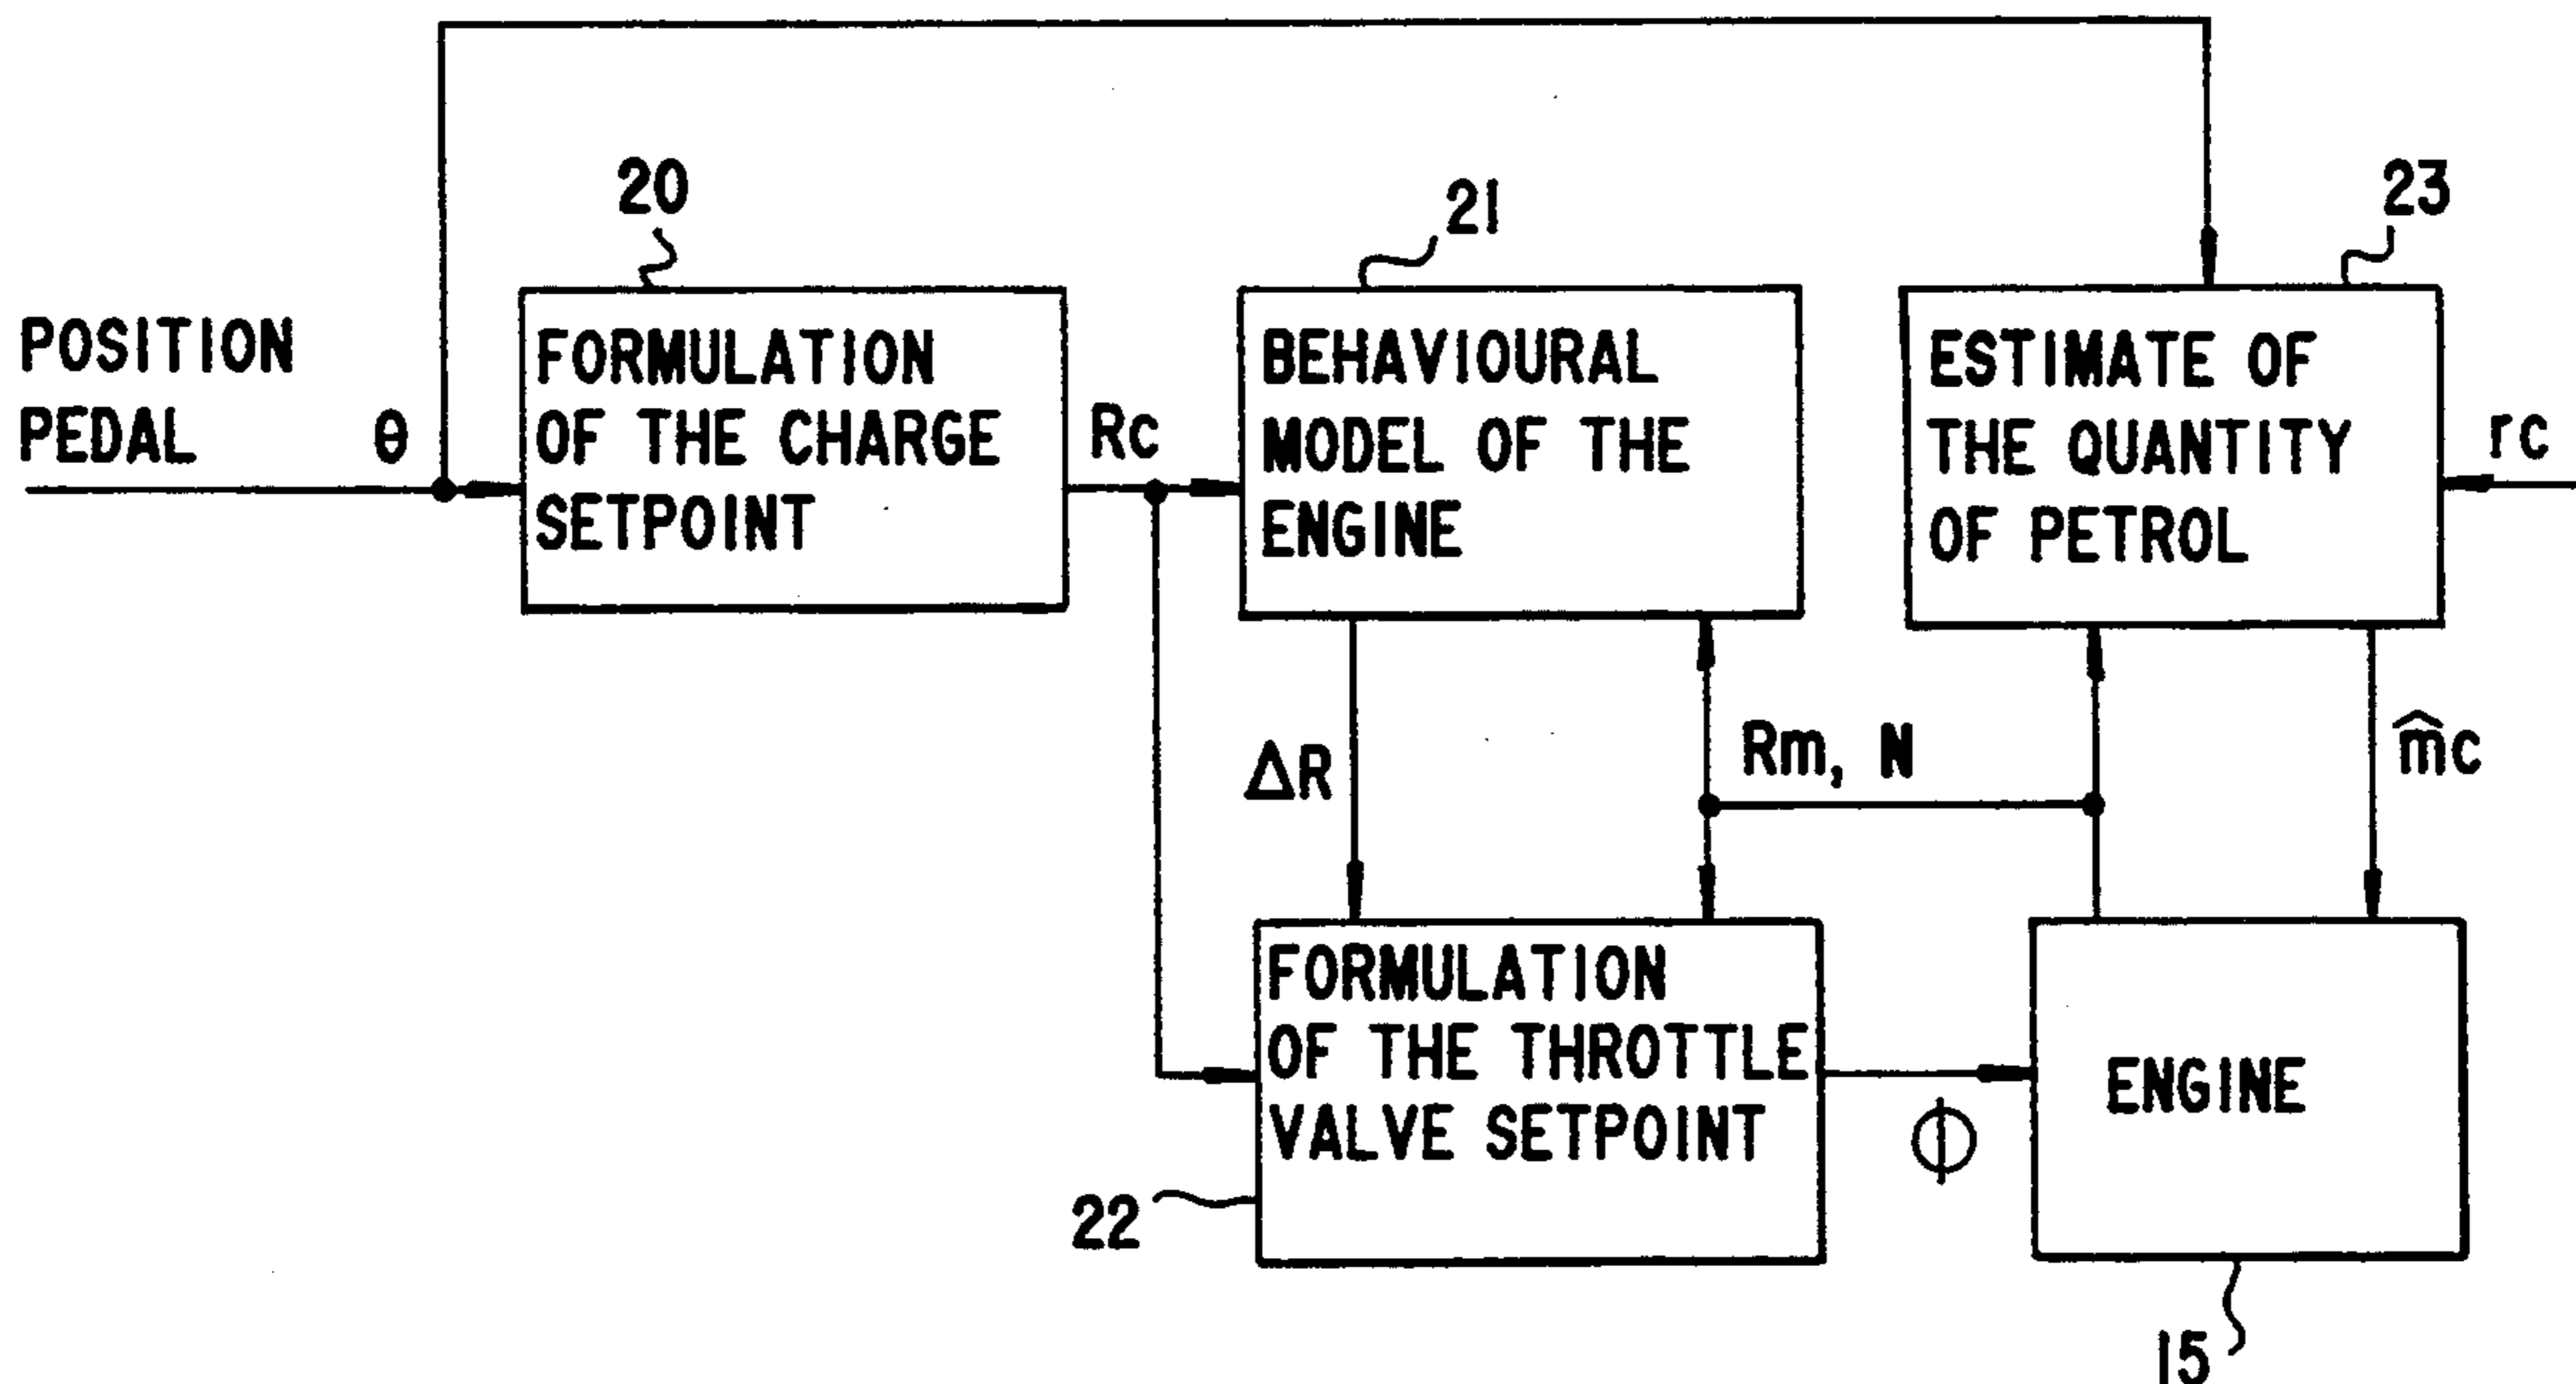 20
21
23
POSITION
PEDAL
θ
FORMULATION
OF THE CHARGE
SETPOINT
Rc
BEHAVIOURAL
MODEL OF THE
ENGINE
ESTIMATE OF
THE QUANTITY
OF PETROL
rc
ΔR
Rm, N
m̂c
FORMULATION
OF THE THROTTLE
VALVE SETPOINT
22
ϕ
ENGINE
15